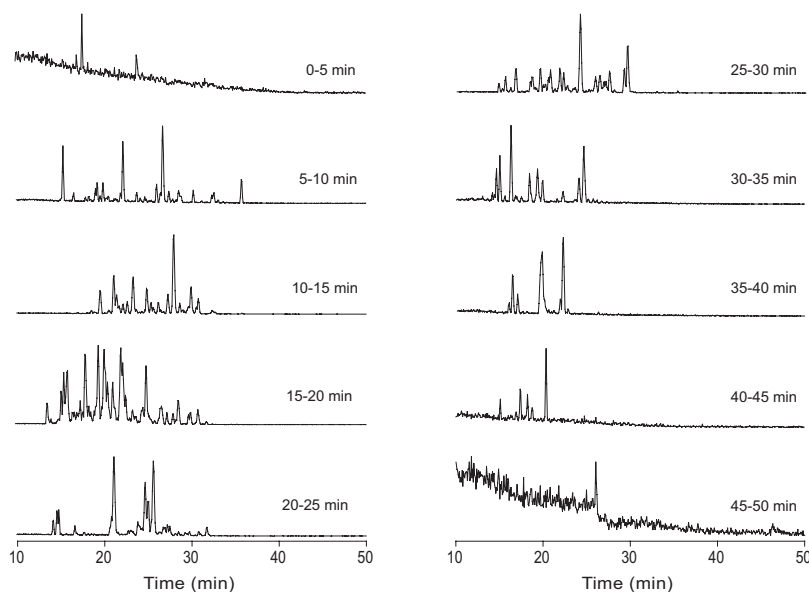 0-5 min
5-10 min
10-15 min
15-20 min
20-25 min
10 20 30 40 50
Time (min)
25-30 min
30-35 min
35-40 min
40-45 min
45-50 min
10 20 30 40 50
Time (min)